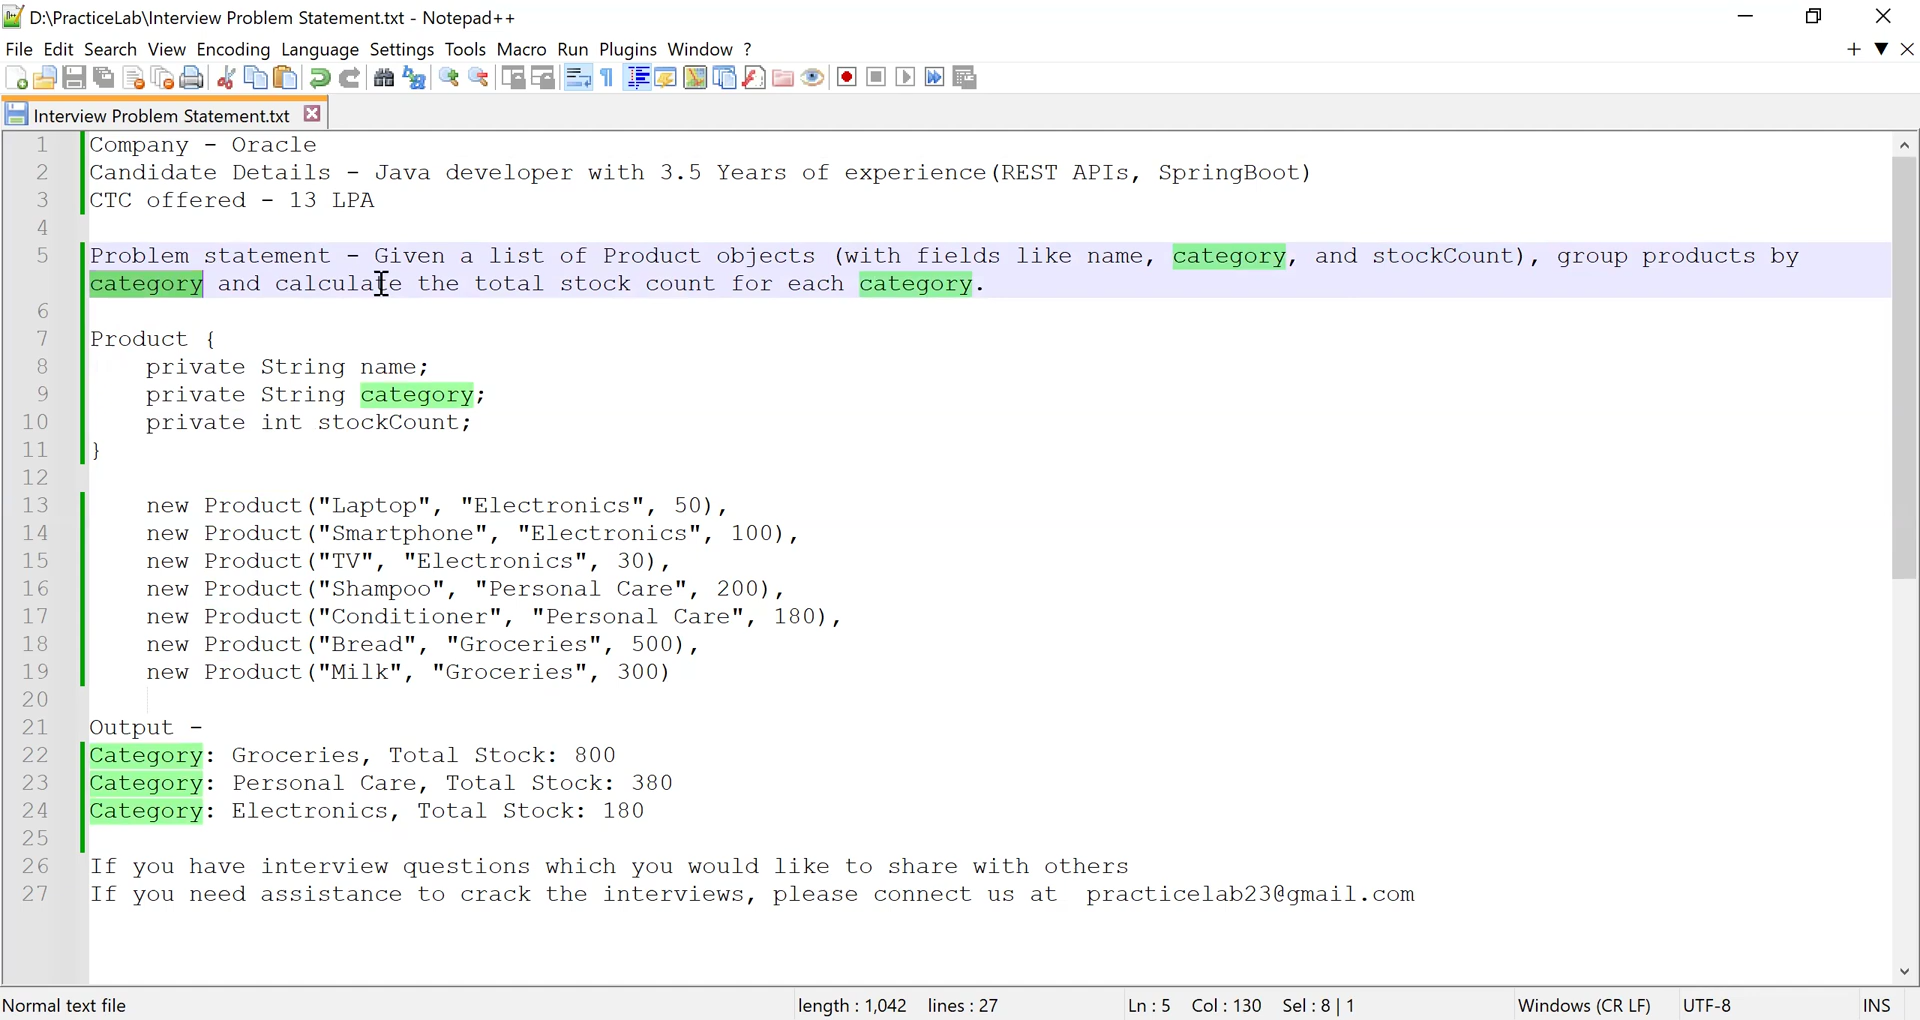 D:\PracticeLab\Interview Problem Statement.txt - Notepad++
File Edit Search View Encoding Language Settings Tools Macro Run Plugins Window ?
Interview Problem Statement.txt
1 Company - Oracle
2 Candidate Details - Java developer with 3.5 Years of experience(REST APIs, SpringBoot)
3 CTC offered - 13 LPA
4
5 Problem statement - Given a list of Product objects (with fields like name, category, and stockCount), group products by
category and calculate the total stock count for each category.
6
7 Product {
8     private String name;
9     private String category;
10     private int stockCount;
11 }
12
13     new Product("Laptop", "Electronics", 50),
14     new Product("Smartphone", "Electronics", 100),
15     new Product("TV", "Electronics", 30),
16     new Product("Shampoo", "Personal Care", 200),
17     new Product("Conditioner", "Personal Care", 180),
18     new Product("Bread", "Groceries", 500),
19     new Product("Milk", "Groceries", 300)
20
21 Output -
22 Category: Groceries, Total Stock: 800
23 Category: Personal Care, Total Stock: 380
24 Category: Electronics, Total Stock: 180
25
26 If you have interview questions which you would like to share with others
27 If you need assistance to crack the interviews, please connect us at  practicelab23@gmail.com
Normal text file length : 1,042 lines : 27 Ln : 5 Col : 130 Sel : 8 | 1 Windows (CR LF) UTF-8 INS